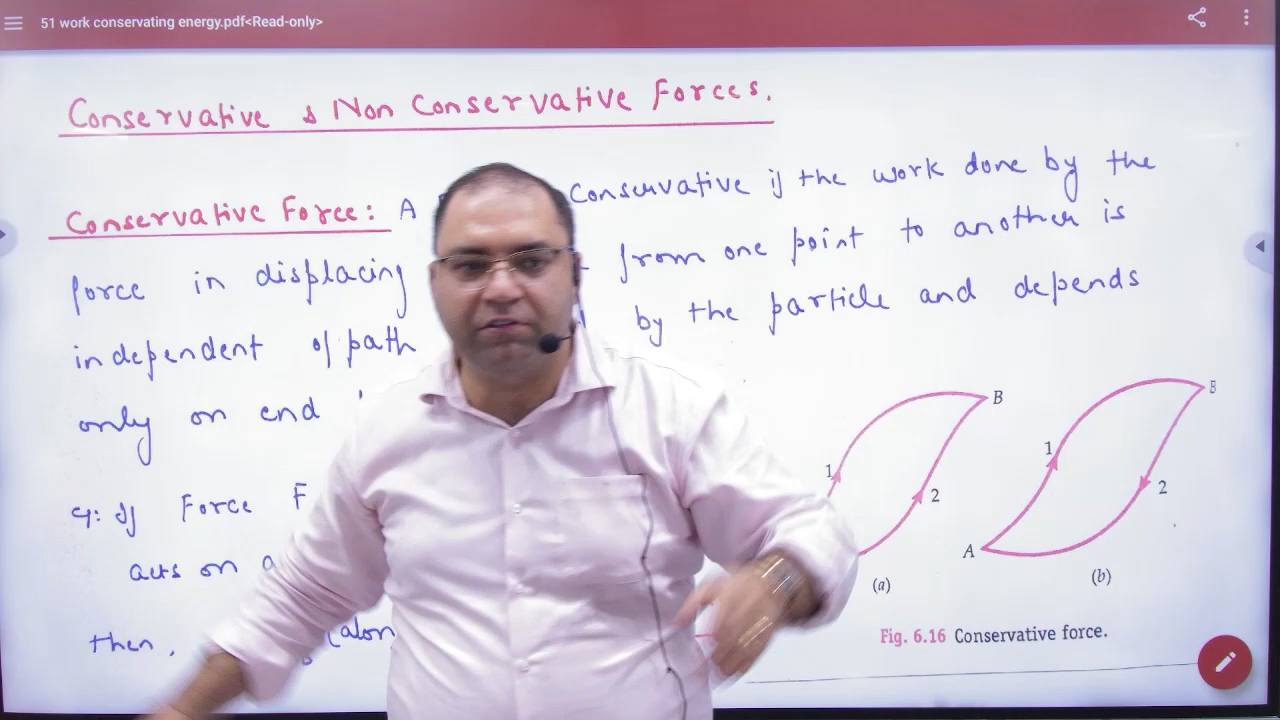 51 work conservating energy.pdf<Read-only>
Conservative & Non Conservative Forces.
Conservative Force: A conservative if the work done by the
force in displacing from one point to another is
independent of path by the particle and depends
only on end
If Force F
acts on a
then,
B
1
2
(a)
B
1
2
A
(b)
Fig. 6.16 Conservative force.